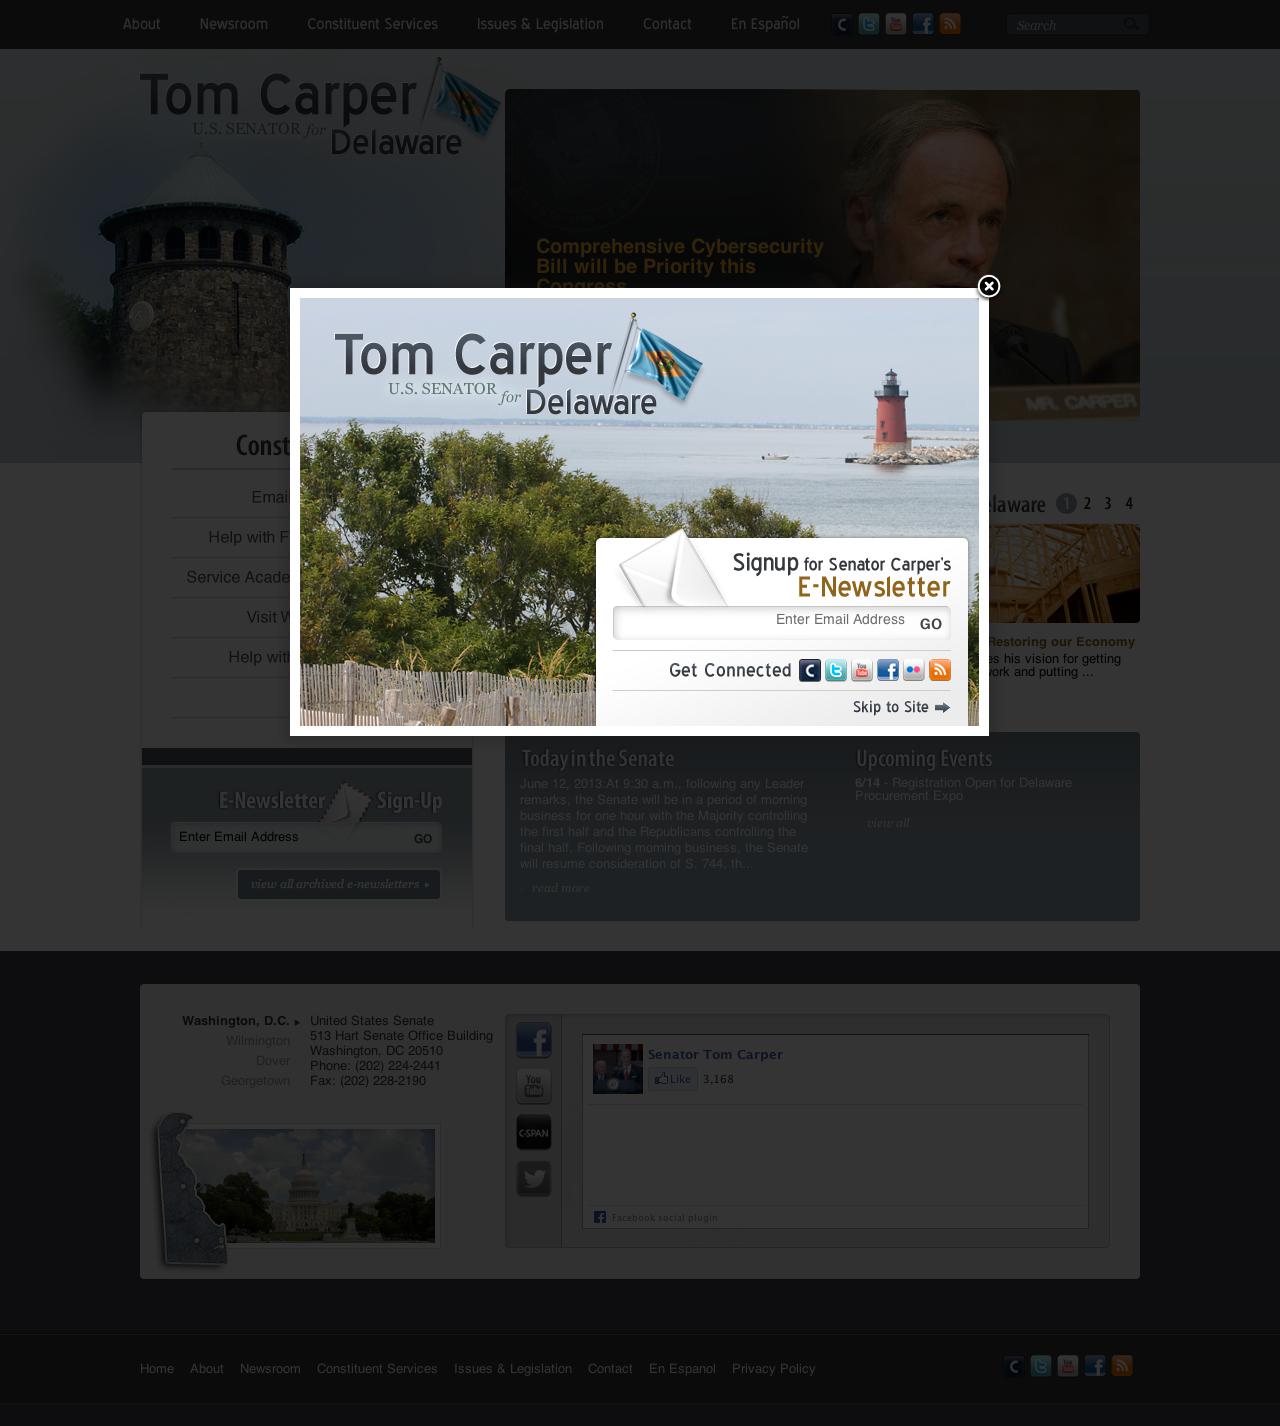 About Newsroom Constituent Services Issues & Legislation Contact En Español Search
Tom Carper
U.S. SENATOR for
Delaware
Comprehensive Cybersecurity
Bill will be Priority this
Congress
MR. CARPER
Tom Carper
U.S. SENATOR for
Delaware
Signup for Senator Carper's
E-Newsletter
Enter Email Address GO
Get Connected
Skip to Site
Const
Email
Help with F
Service Acade
Visit W
Help with
elaware 1 2 3 4
Restoring our Economy
es his vision for getting
work and putting ...
E-Newsletter Sign-Up
Enter Email Address GO
view all archived e-newsletters
Today in the Senate
June 12, 2013:At 9:30 a.m., following any Leader
remarks, the Senate will be in a period of morning
business for one hour with the Majority controlling
the first half and the Republicans controlling the
final half. Following morning business, the Senate
will resume consideration of S. 744, th...
read more
Upcoming Events
6/14 - Registration Open for Delaware
Procurement Expo
view all
Washington, D.C.
Wilmington
Dover
Georgetown
United States Senate
513 Hart Senate Office Building
Washington, DC 20510
Phone: (202) 224-2441
Fax: (202) 228-2190
You Tube
C-SPAN
Senator Tom Carper
Like 3,168
Facebook social plugin
Home About Newsroom Constituent Services Issues & Legislation Contact En Espanol Privacy Policy